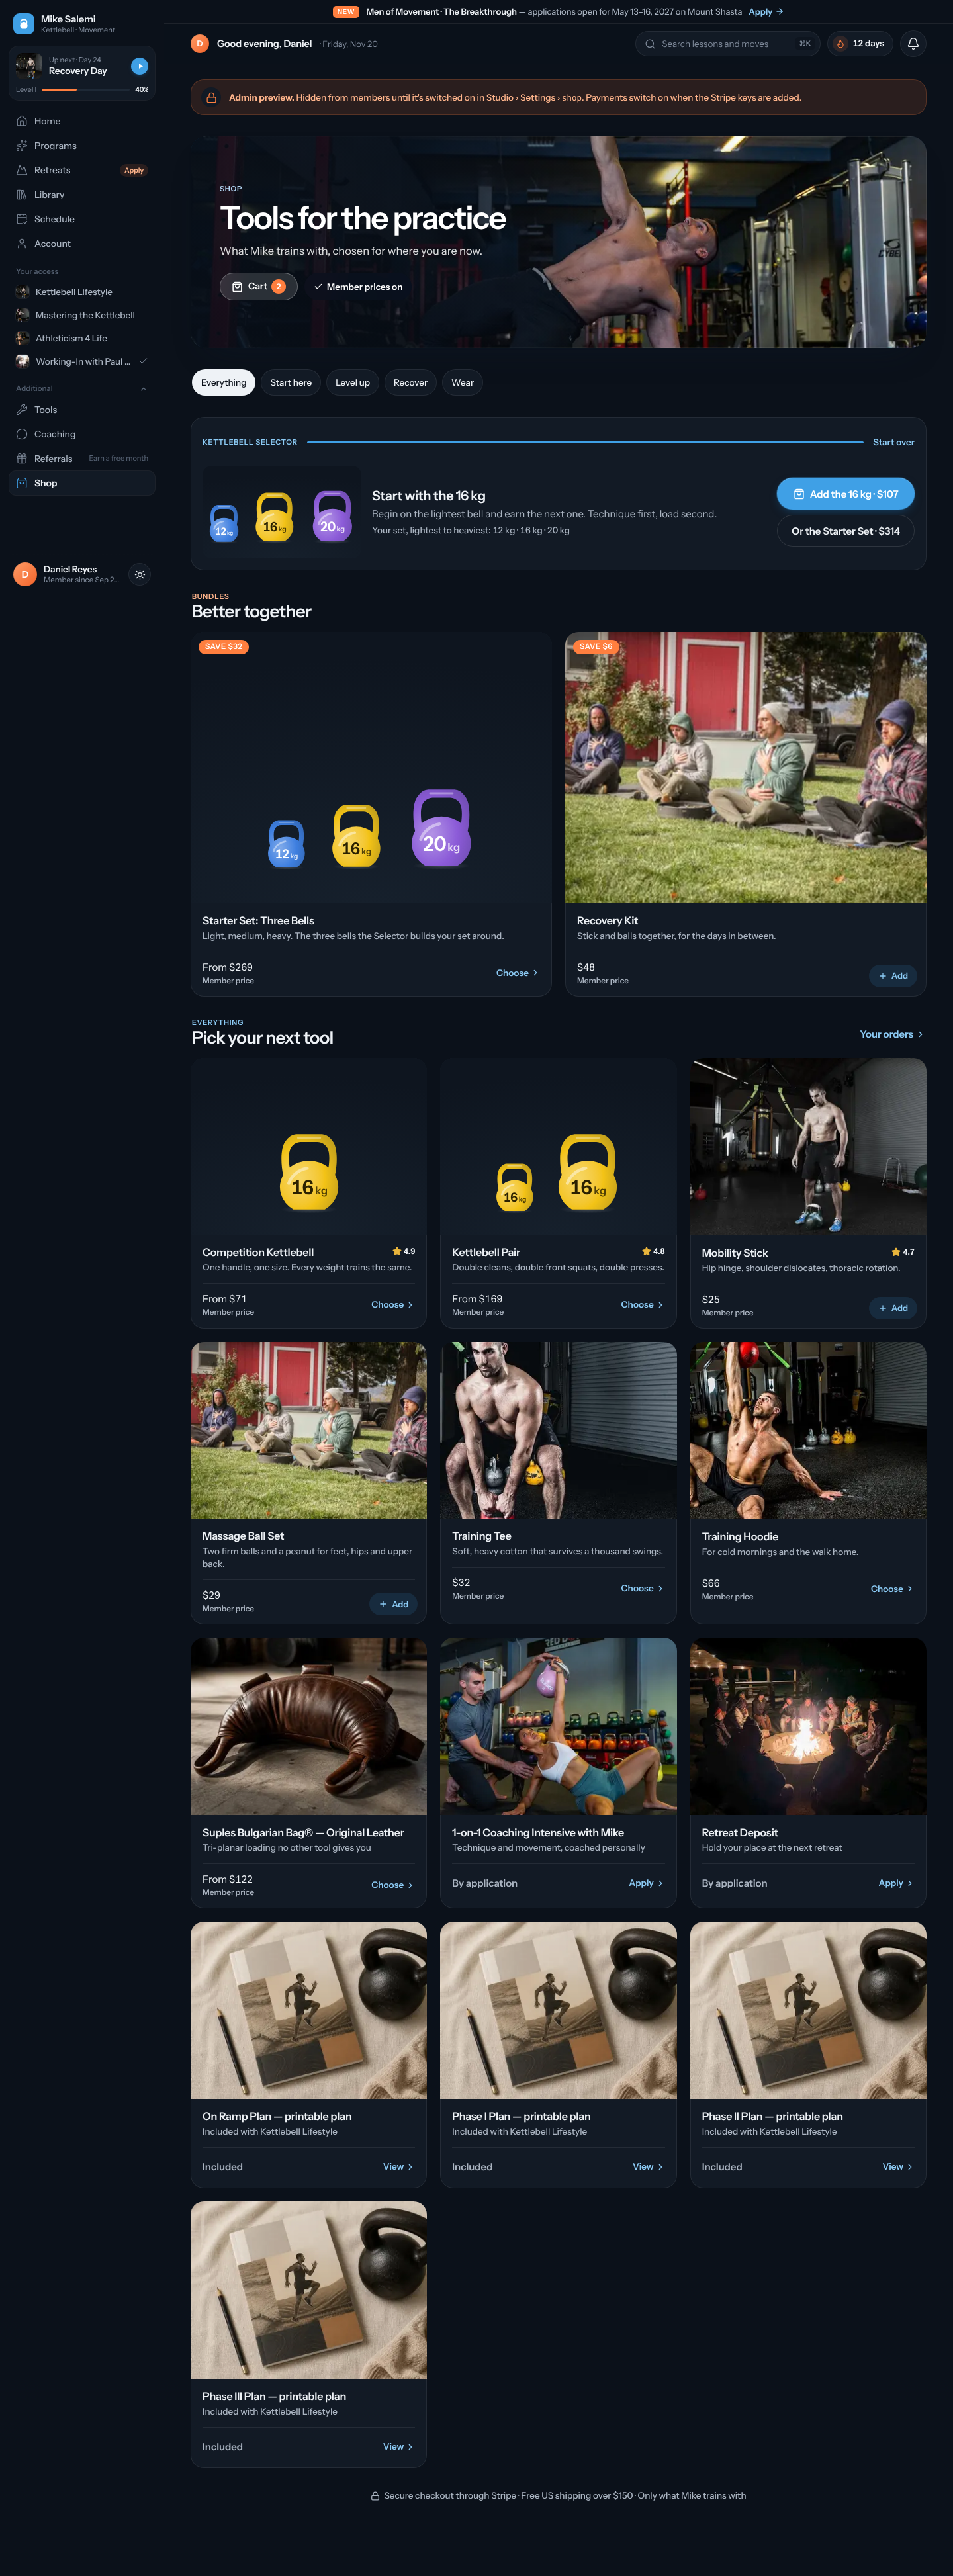 NEW Men of Movement · The Breakthrough — applications open for May 13–16, 2027 on Mount Shasta Apply →
Mike Salemi
Kettlebell · Movement
Up next · Day 24
Recovery Day
Level I 40%
Home
Programs
Retreats Apply
Library
Schedule
Account
Your access
Kettlebell Lifestyle
Mastering the Kettlebell
Athleticism 4 Life
Working-In with Paul ...
Additional
Tools
Coaching
Referrals Earn a free month
Shop
D
Daniel Reyes
Member since Sep 2...
D Good evening, Daniel · Friday, Nov 20
Search lessons and moves ⌘K
12 days
Admin preview. Hidden from members until it's switched on in Studio › Settings › shop. Payments switch on when the Stripe keys are added.
SHOP
Tools for the practice
What Mike trains with, chosen for where you are now.
Cart 2
Member prices on
Everything Start here Level up Recover Wear
KETTLEBELL SELECTOR Start over
12 kg 16 kg 20 kg
Start with the 16 kg
Begin on the lightest bell and earn the next one. Technique first, load second.
Your set, lightest to heaviest: 12 kg · 16 kg · 20 kg
Add the 16 kg · $107
Or the Starter Set · $314
BUNDLES
Better together
SAVE $32
12 kg 16 kg 20 kg
Starter Set: Three Bells
Light, medium, heavy. The three bells the Selector builds your set around.
From $269
Member price
Choose
SAVE $6
Recovery Kit
Stick and balls together, for the days in between.
$48
Member price
+ Add
EVERYTHING
Pick your next tool
Your orders
16 kg
Competition Kettlebell 4.9
One handle, one size. Every weight trains the same.
From $71
Member price
Choose
16 kg 16 kg
Kettlebell Pair 4.8
Double cleans, double front squats, double presses.
From $169
Member price
Choose
Mobility Stick 4.7
Hip hinge, shoulder dislocates, thoracic rotation.
$25
Member price
+ Add
Massage Ball Set
Two firm balls and a peanut for feet, hips and upper
back.
$29
Member price
+ Add
Training Tee
Soft, heavy cotton that survives a thousand swings.
$32
Member price
Choose
Training Hoodie
For cold mornings and the walk home.
$66
Member price
Choose
Suples Bulgarian Bag® — Original Leather
Tri-planar loading no other tool gives you
From $122
Member price
Choose
1-on-1 Coaching Intensive with Mike
Technique and movement, coached personally
By application
Apply
Retreat Deposit
Hold your place at the next retreat
By application
Apply
On Ramp Plan — printable plan
Included with Kettlebell Lifestyle
Included
View
Phase I Plan — printable plan
Included with Kettlebell Lifestyle
Included
View
Phase II Plan — printable plan
Included with Kettlebell Lifestyle
Included
View
Phase III Plan — printable plan
Included with Kettlebell Lifestyle
Included
View
Secure checkout through Stripe · Free US shipping over $150 · Only what Mike trains with